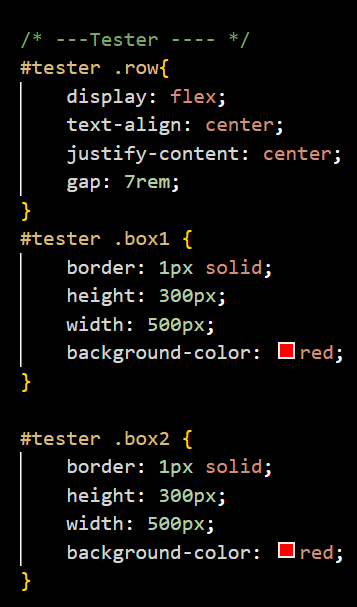 /* ---Tester ---- */
#tester .row{
display: flex;
text-align: center;
justify-content: center;
gap: 7rem;
}
#tester .box1 {
border: 1px solid;
height: 300px;
width: 500px;
background-color: red;
}
#tester .box2 {
border: 1px solid;
height: 300px;
width: 500px;
background-color: red;
}